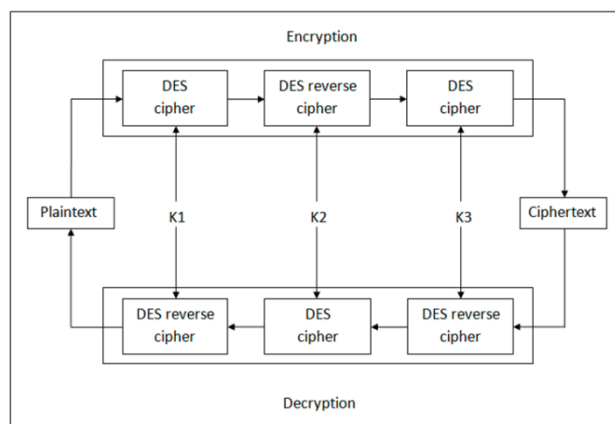 Encryption
DES
cipher
DES reverse
cipher
DES
cipher
Plaintext
K1
K2
K3
Ciphertext
DES reverse
cipher
DES
cipher
DES reverse
cipher
Decryption